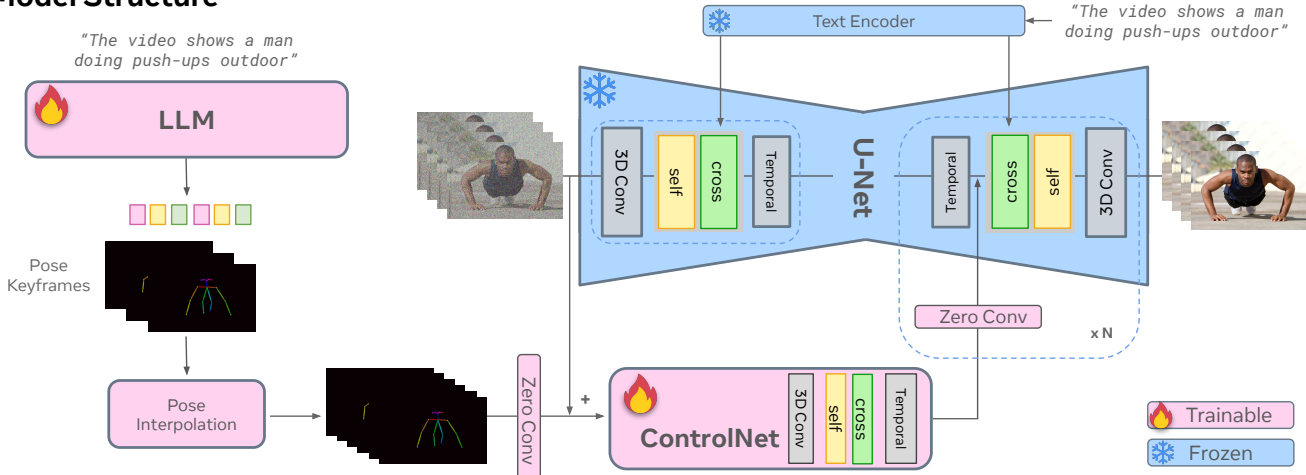 Model Structure
"The video shows a man
doing push-ups outdoor"
LLM
Pose
Keyframes
Pose
Interpolation
Zero Conv
+
Text Encoder
"The video shows a man
doing push-ups outdoor"
3D Conv
self
cross
Temporal
U-Net
Temporal
cross
self
3D Conv
Zero Conv
x N
ControlNet
3D Conv
self
cross
Temporal
Trainable
Frozen